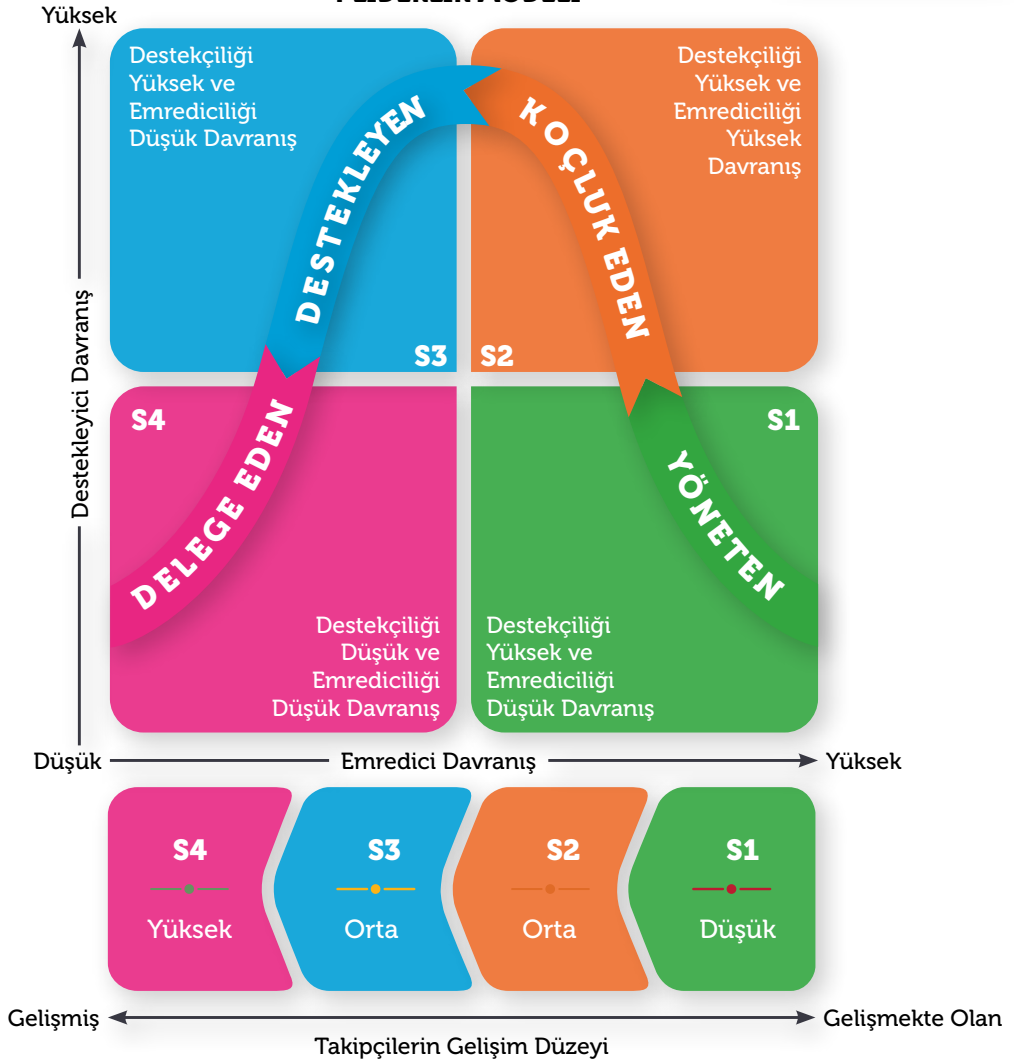 Yüksek
Destekçiliği
Yüksek ve
Emrediciliği
Düşük Davranış
Destekçiliği
Yüksek ve
Emrediciliği
Yüksek
Davranış
DESTEKLEYEN
KOÇLUK EDEN
S3
S2
Destekleyici Davranış
S4
S1
DELEGE EDEN
YÖNETEN
Destekçiliği
Düşük ve
Emrediciliği
Düşük Davranış
Destekçiliği
Yüksek ve
Emrediciliği
Düşük Davranış
Düşük
Emredici Davranış
Yüksek
S4
S3
S2
S1
Yüksek
Orta
Orta
Düşük
Gelişmiş
Gelişmekte Olan
Takipçilerin Gelişim Düzeyi